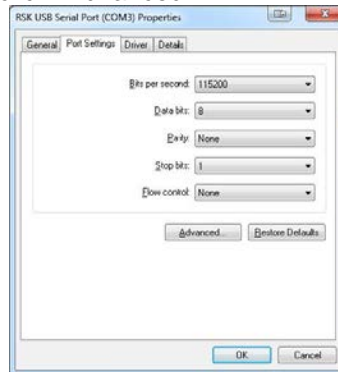 RSK USB Serial Port (COM3) Properties
General Port Settings Driver Details
Bits per second: 115200
Data bits: 8
Parity: None
Stop bits: 1
Flow control: None
Advanced... Restore Defaults
OK Cancel